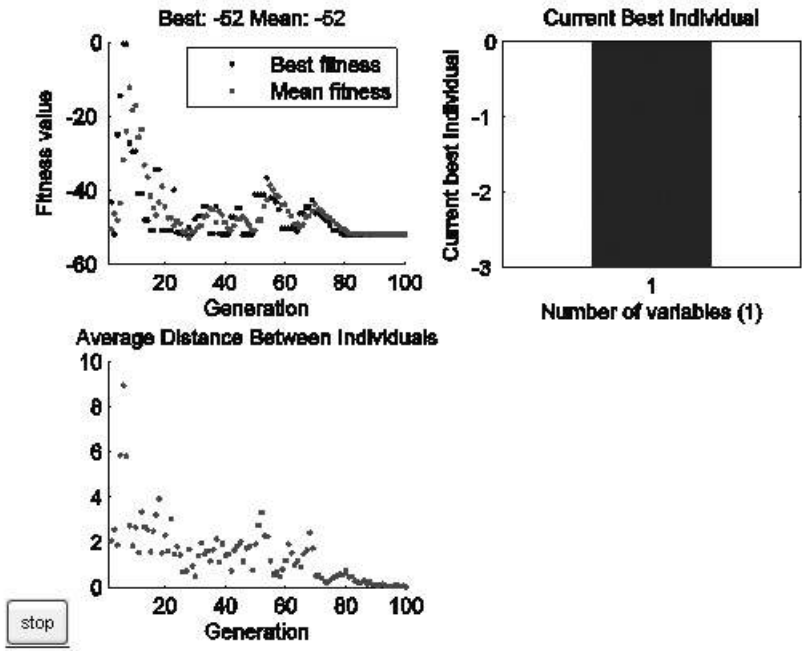 Best: -52 Mean: -52
0
-20
-40
-60
Fitness value
Best fitness
Mean fitness
20 40 60 80 100
Generation
Current Best Individual
0
-1
-2
-3
Current best individual
1
Number of variables (1)
Average Distance Between Individuals
10
8
6
4
2
0
20 40 60 80 100
Generation
stop